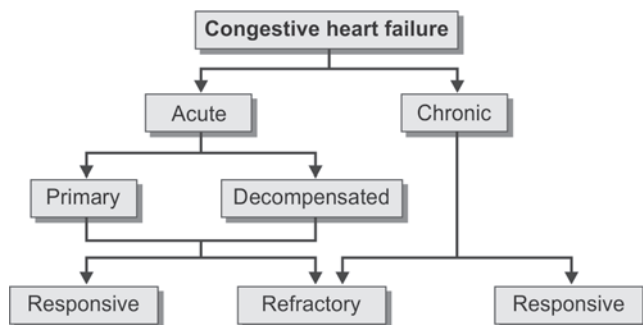 Congestive heart failure
Acute
Chronic
Primary
Decompensated
Responsive
Refractory
Responsive